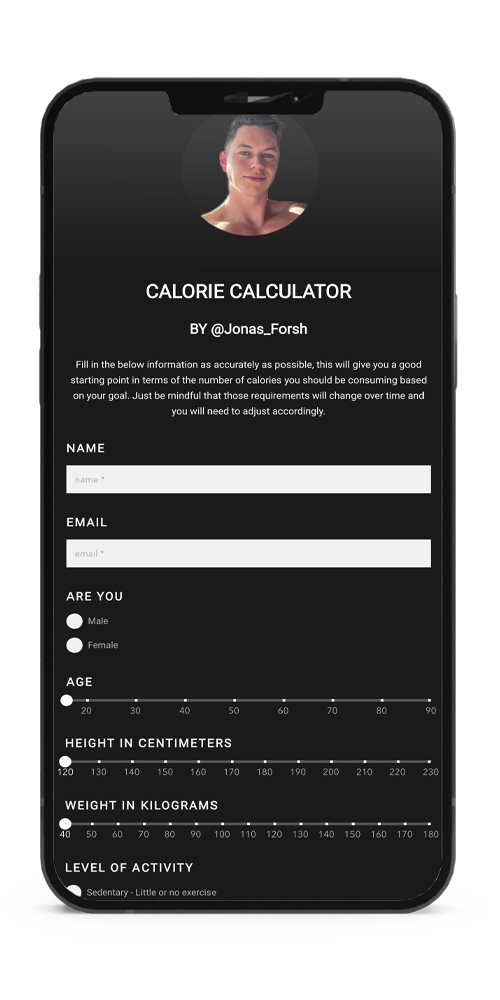 CALORIE CALCULATOR
BY @Jonas_Forsh
Fill in the below information as accurately as possible, this will give you a good
starting point in terms of the number of calories you should be consuming based
on your goal. Just be mindful that those requirements will change over time and
you will need to adjust accordingly.
NAME
name *
EMAIL
email *
ARE YOU
Male
Female
AGE
20 30 40 50 60 70 80 90
HEIGHT IN CENTIMETERS
120 130 140 150 160 170 180 190 200 210 220 230
WEIGHT IN KILOGRAMS
40 50 60 70 80 90 100 110 120 130 140 150 160 170 180
LEVEL OF ACTIVITY
Sedentary - Little or no exercise